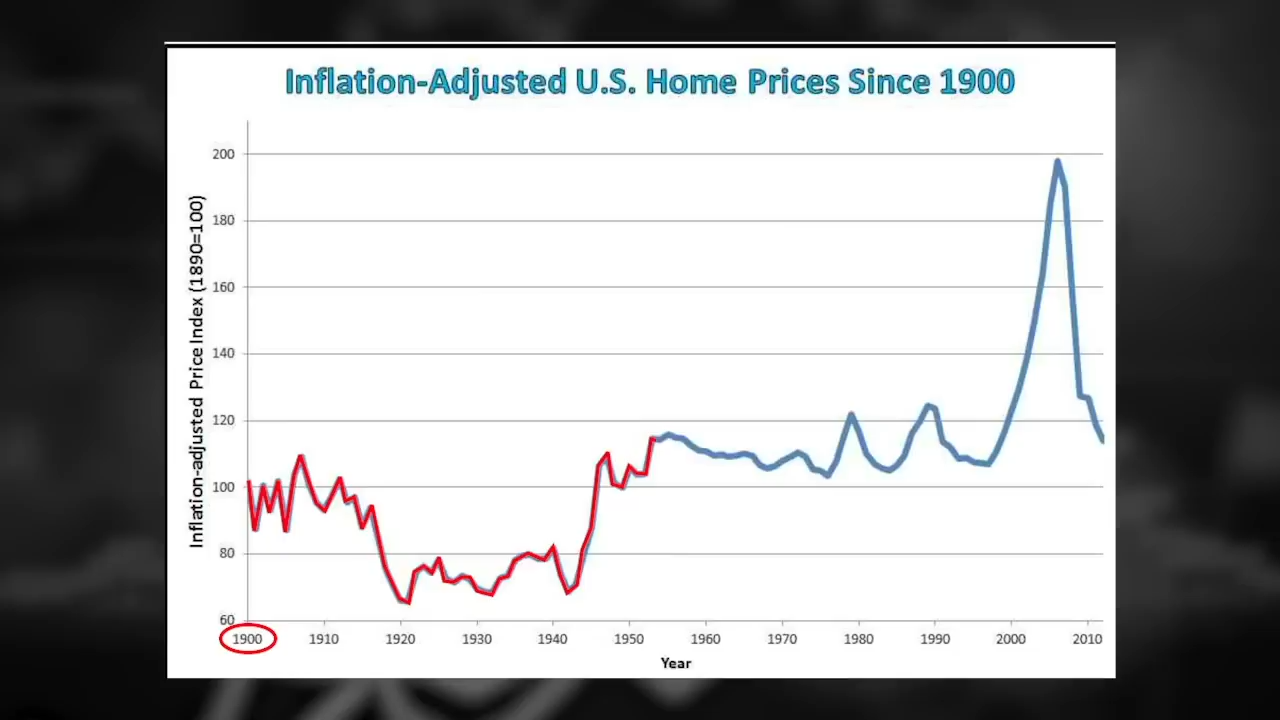 Inflation-Adjusted U.S. Home Prices Since 1900
Inflation-adjusted Price Index (1890=100)
200
180
160
140
120
100
80
60
1900 1910 1920 1930 1940 1950 1960 1970 1980 1990 2000 2010
Year